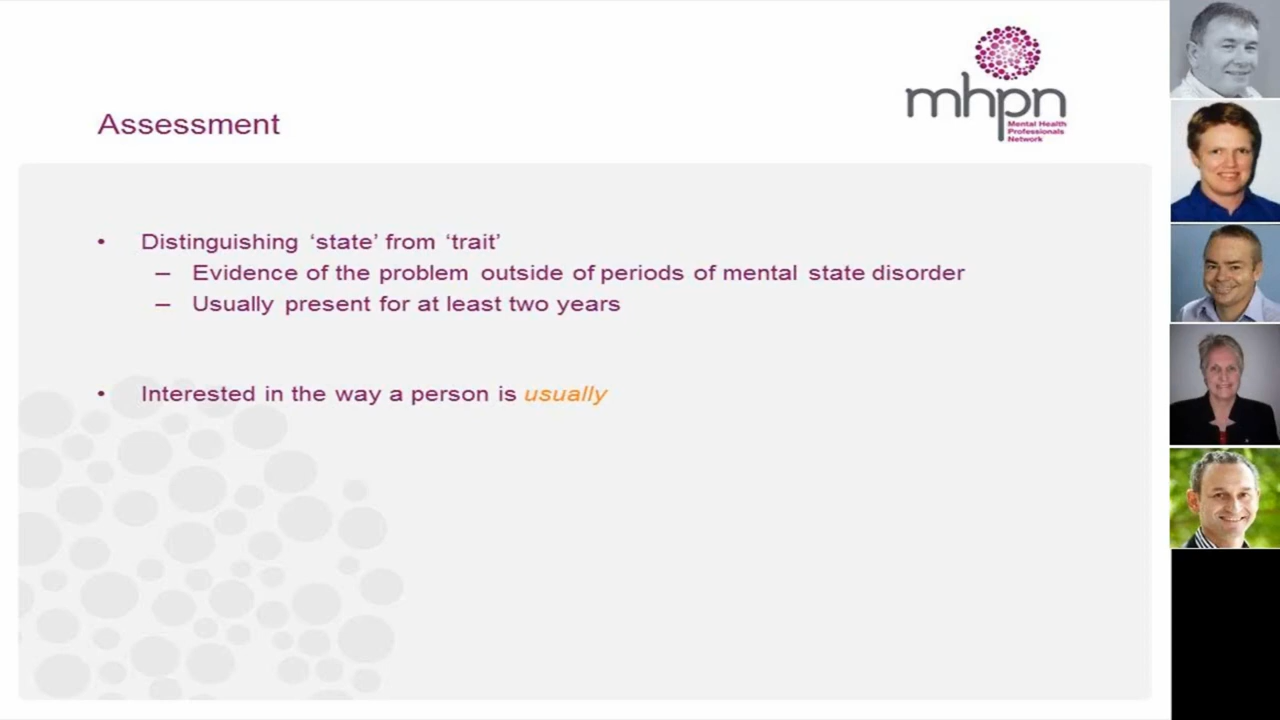 mhpn
Mental Health
Professionals
Network
Assessment
• Distinguishing ‘state’ from ‘trait’
– Evidence of the problem outside of periods of mental state disorder
– Usually present for at least two years
• Interested in the way a person is usually